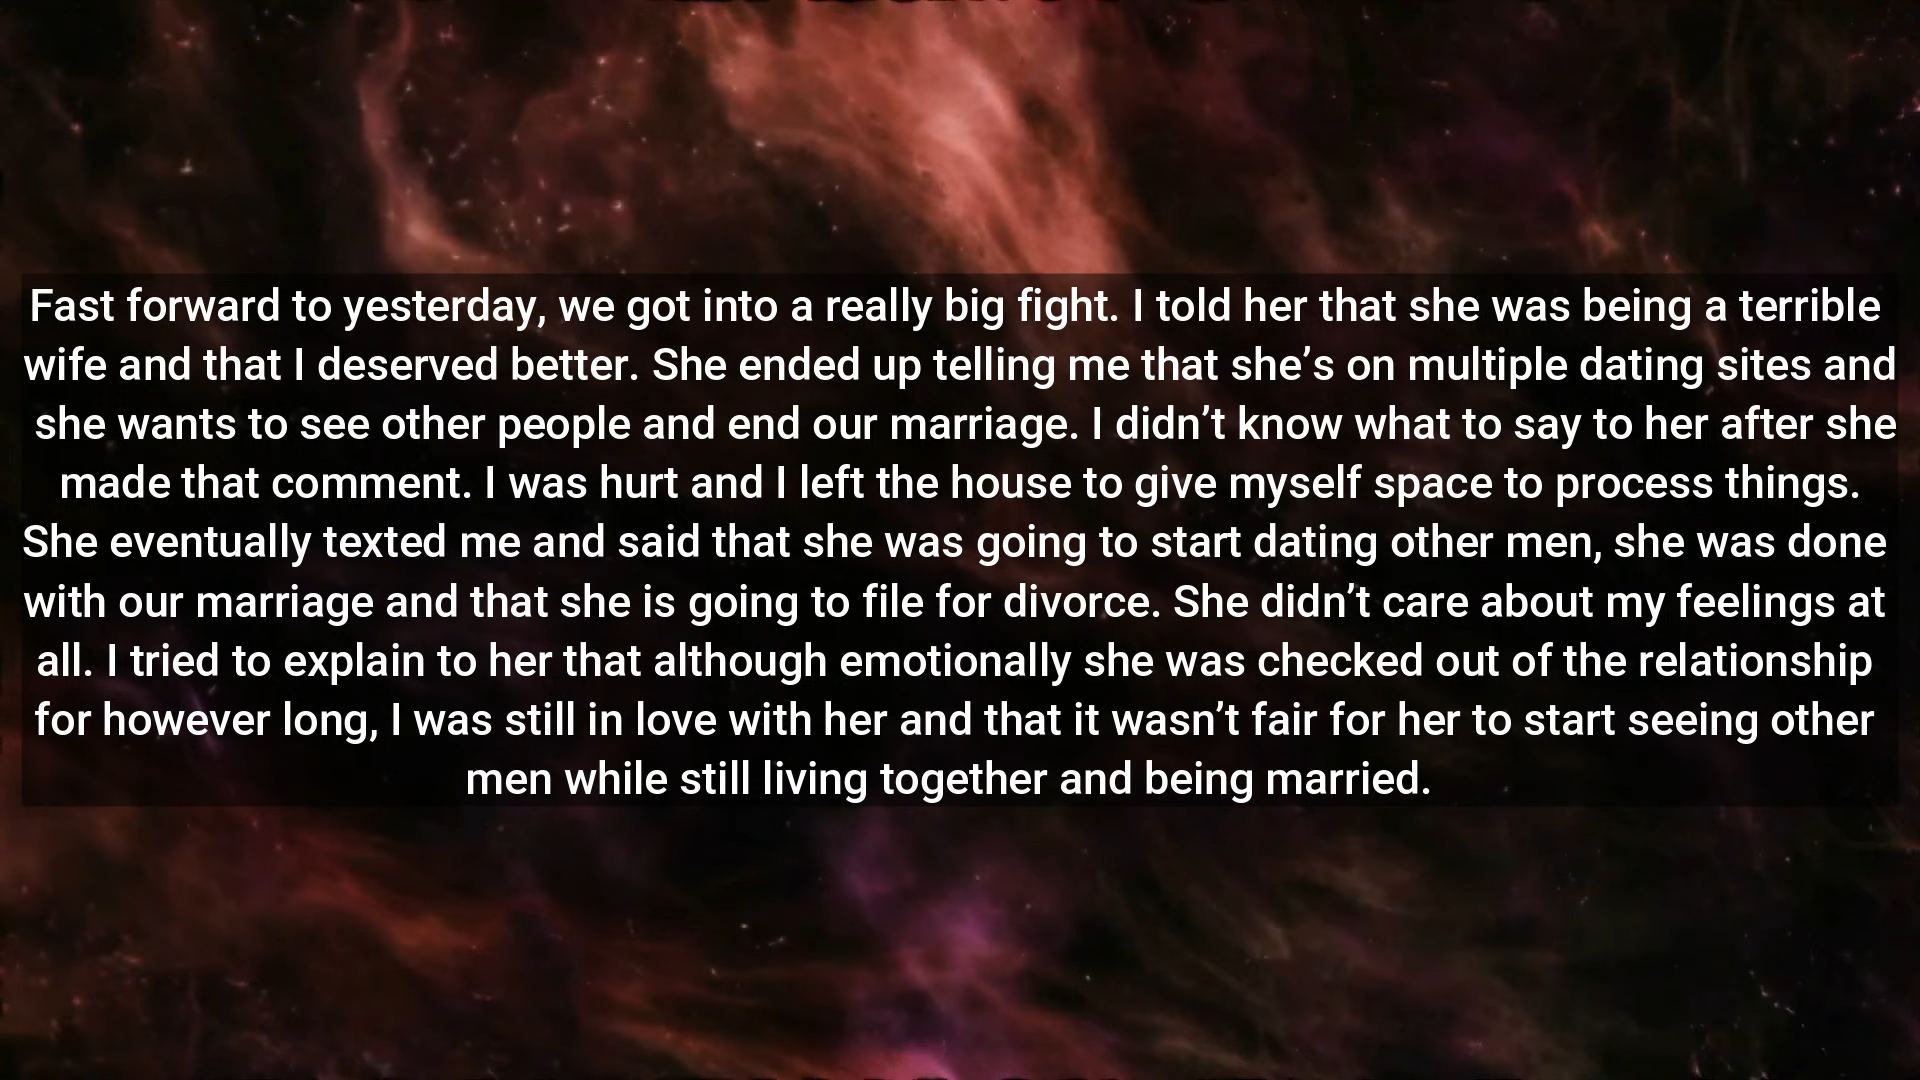 Fast forward to yesterday, we got into a really big fight. I told her that she was being a terrible
wife and that I deserved better. She ended up telling me that she’s on multiple dating sites and
she wants to see other people and end our marriage. I didn’t know what to say to her after she
made that comment. I was hurt and I left the house to give myself space to process things.
She eventually texted me and said that she was going to start dating other men, she was done
with our marriage and that she is going to file for divorce. She didn’t care about my feelings at
all. I tried to explain to her that although emotionally she was checked out of the relationship
for however long, I was still in love with her and that it wasn’t fair for her to start seeing other
men while still living together and being married.